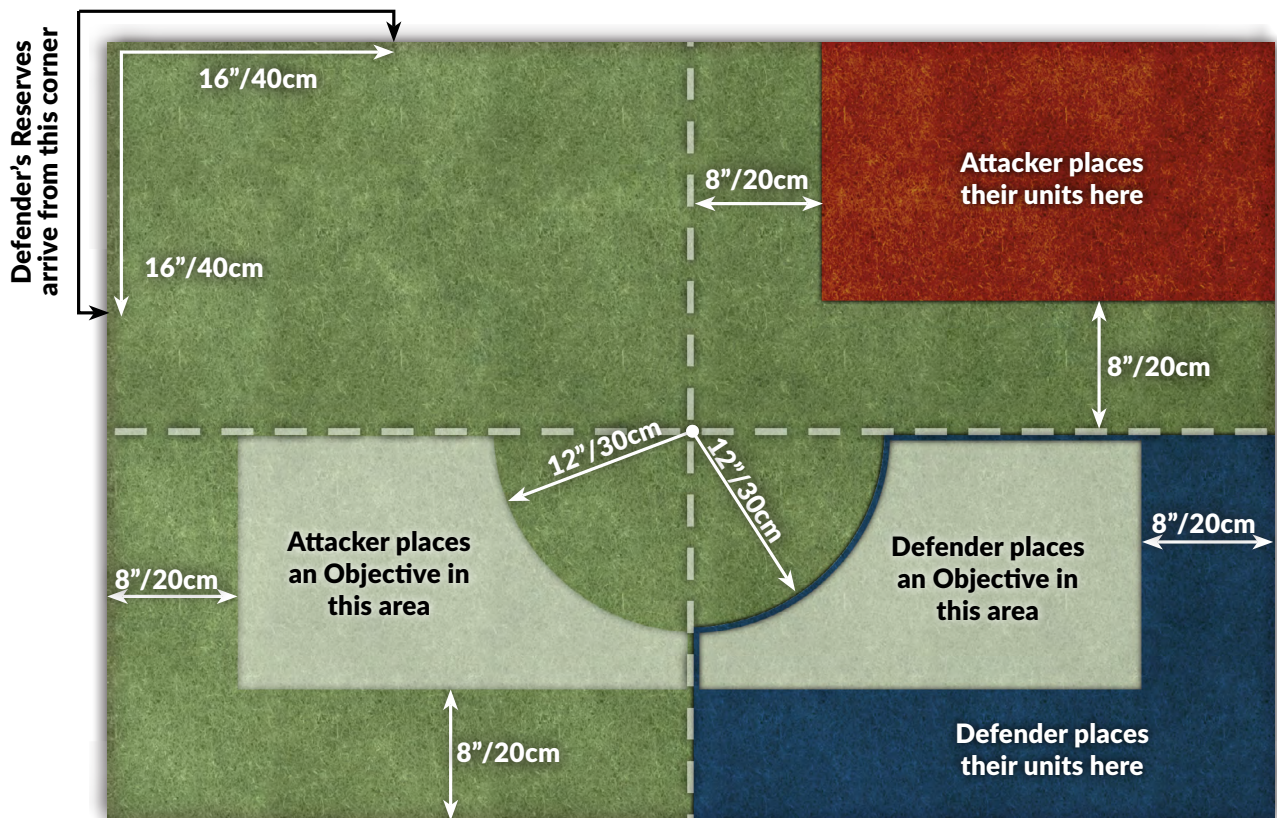 Defender’s Reserves
arrive from this corner
16”/40cm
16”/40cm
8”/20cm
Attacker places
their units here
8”/20cm
12”/30cm
12”/30cm
Attacker places
an Objective in
this area
8”/20cm
Defender places
an Objective in
this area
8”/20cm
8”/20cm
Defender places
their units here